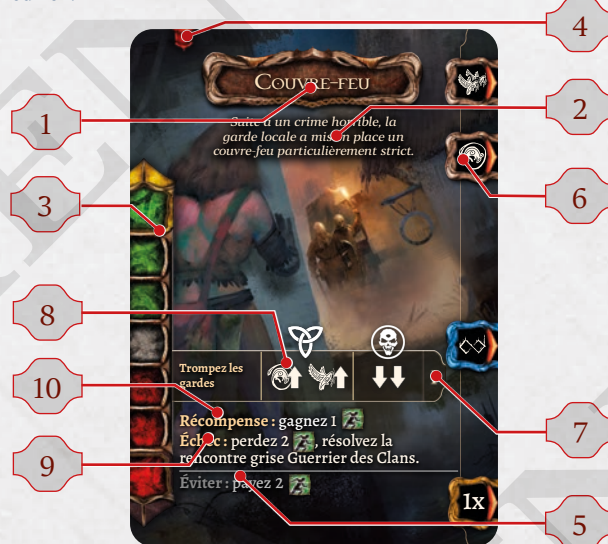 4
COUVRE-FEU
1
2
Suite à un crime horrible, la
garde locale a mis en place un
couvre-feu particulièrement strict.
3
6
8
Trompez les
gardes
10
7
Récompense : gagnez 1
Échec : perdez 2 , résolvez la
rencontre grise Guerrier des Clans.
9
Éviter : payez 2
1x
5